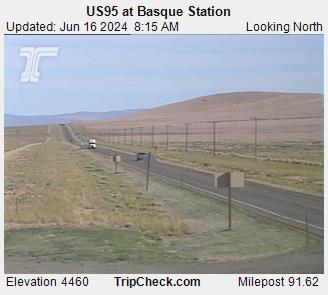 US95 at Basque Station
Updated: Jun 16 2024 8:15 AM Looking North
Elevation 4460 TripCheck.com Milepost 91.62